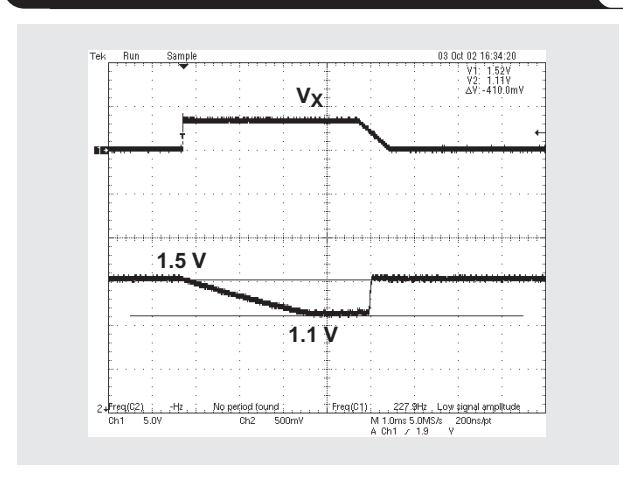 Tek Run Sample 03 Oct 02 16:34:20
V1: 1.52V
V2: 1.11V
ΔV:-410.0mV
VX
T
1
1.5 V
1.1 V
2 Freq(C2) -Hz No period found Freq(C1) 227.9Hz Low signal amplitude
Ch1 5.0V Ch2 500mV M 1.0ms 5.0MS/s 200ns/pt
A Ch1 ∕ 1.9 V